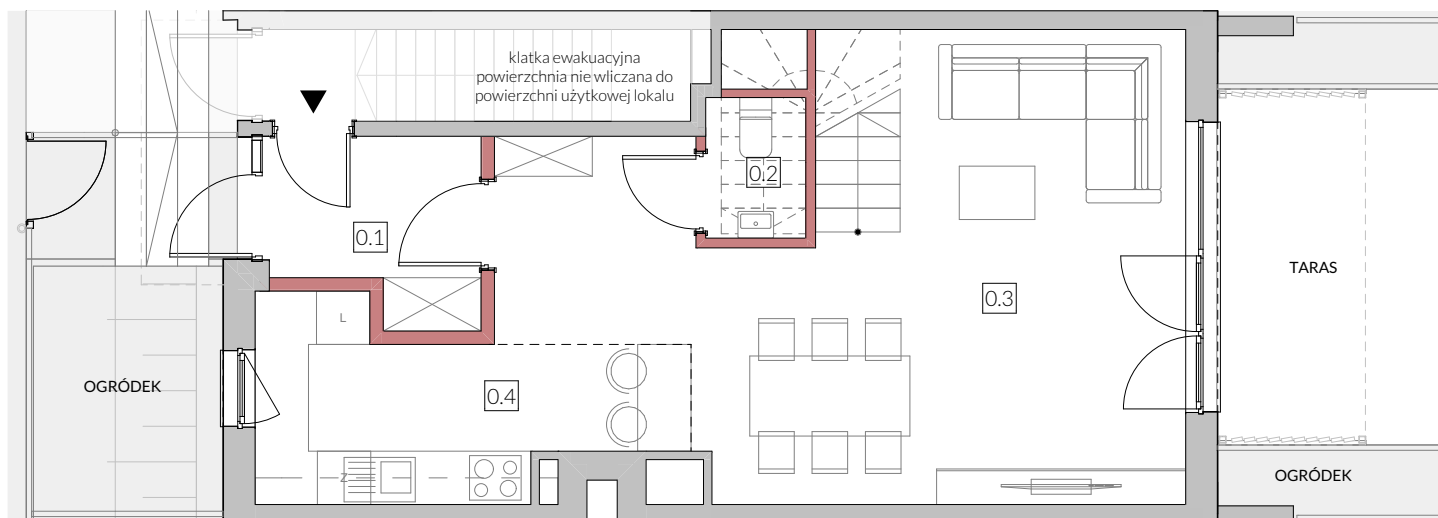 klatka ewakuacyjna
powierzchnia nie wliczana do
powierzchni użytkowej lokalu
0.1
0.2
0.3
TARAS
L
OGRÓDEK
0.4
Z
OGRÓDEK